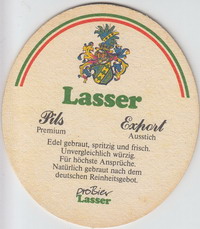 Lasser
Pils Export
Premium Ausstich
Edel gebraut, spritzig und frisch.
Unvergleichlich würzig.
Für höchste Ansprüche.
Natürlich gebraut nach dem
deutschen Reinheitsgebot.
proBier
Lasser